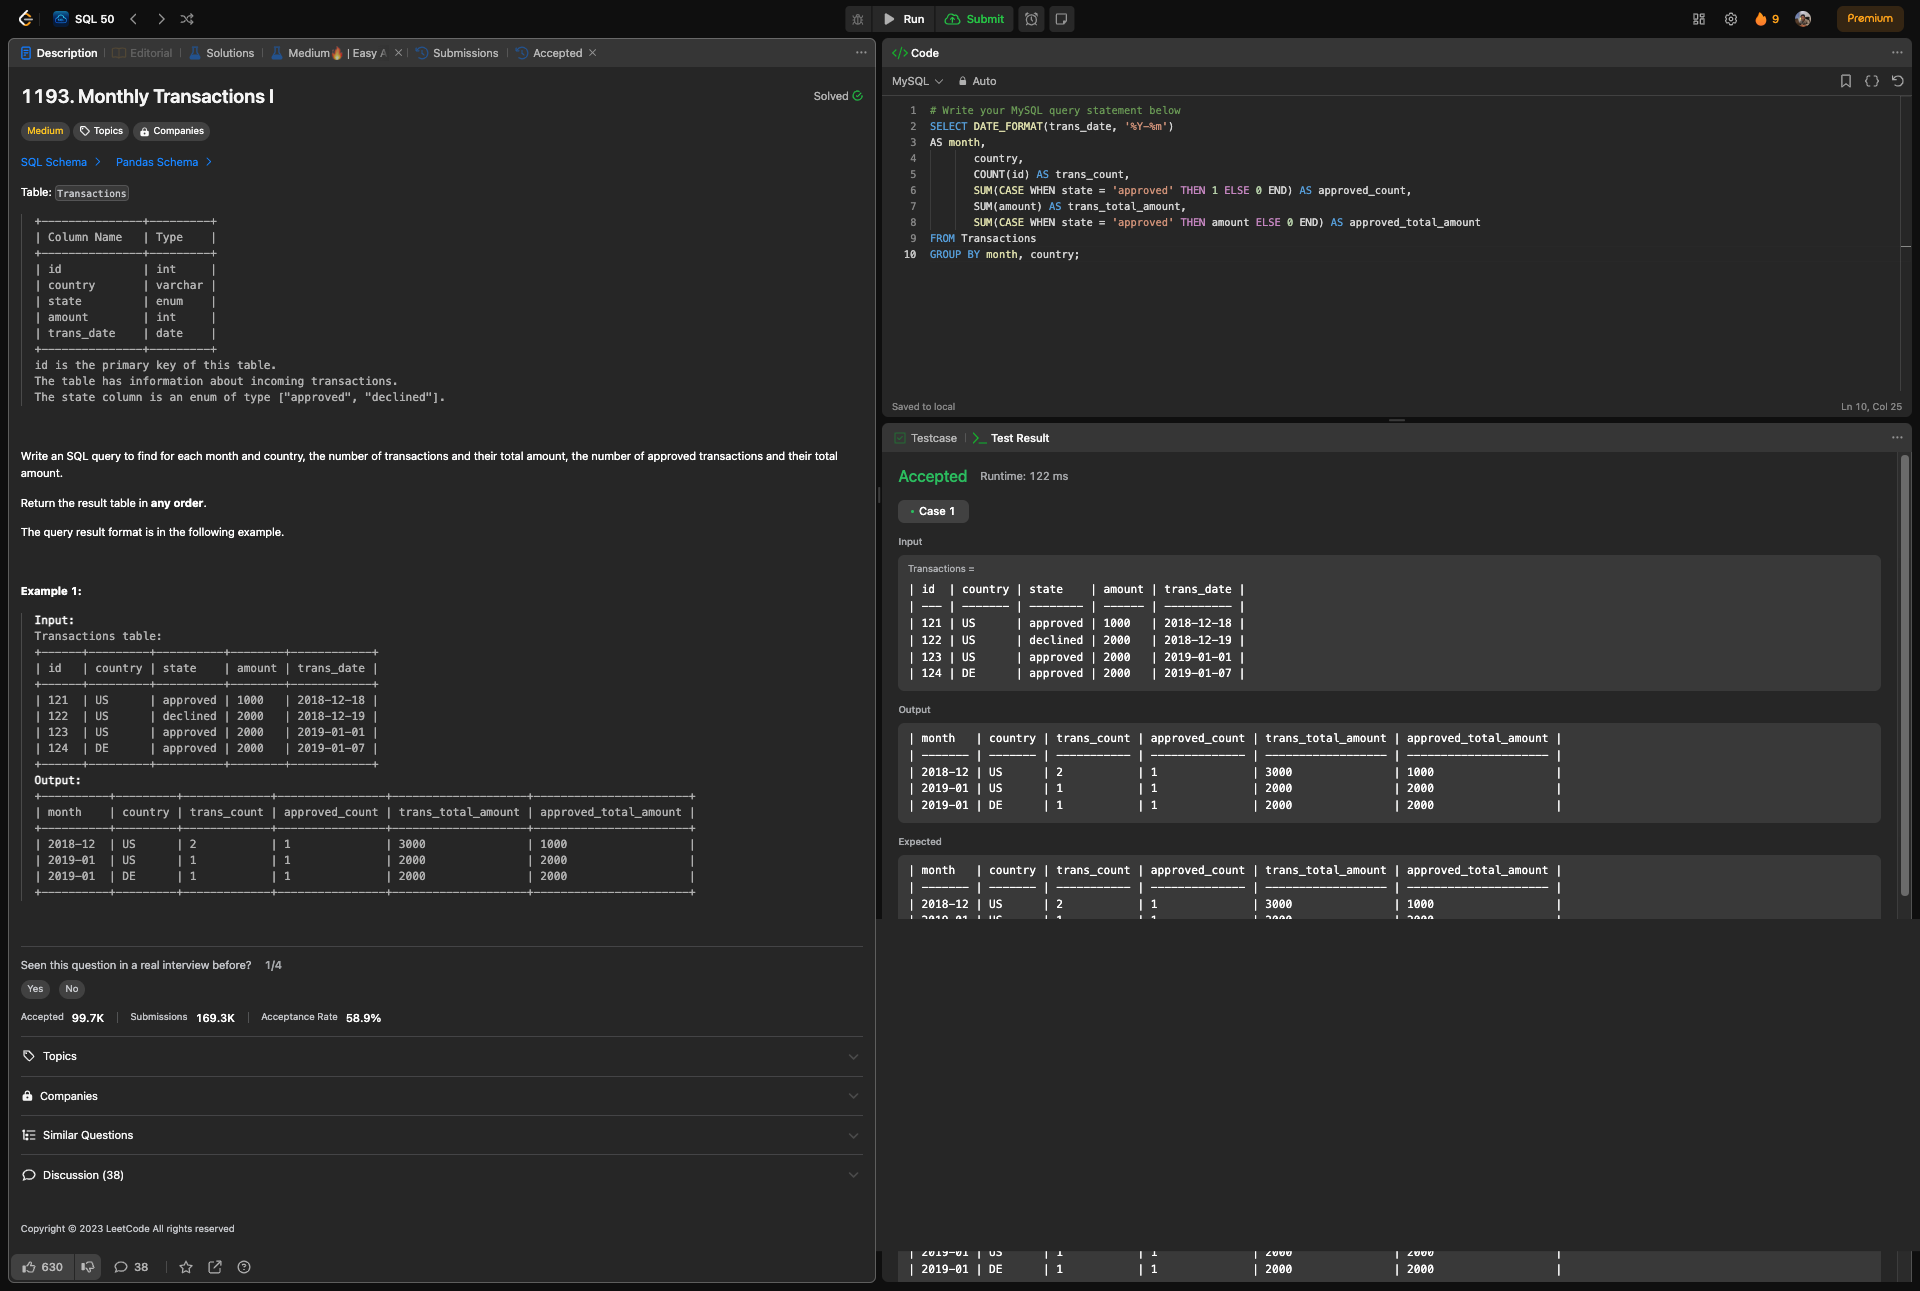 SQL 50
Run
Submit
9
Premium
Description
Editorial
Solutions
Medium🔥 | Easy
Submissions
Accepted
1193. Monthly Transactions I
Solved
Medium
Topics
Companies
SQL Schema
Pandas Schema
Table: Transactions
+---------------+---------+
| Column Name   | Type    |
+---------------+---------+
| id            | int     |
| country       | varchar |
| state         | enum    |
| amount        | int     |
| trans_date    | date    |
+---------------+---------+
id is the primary key of this table.
The table has information about incoming transactions.
The state column is an enum of type ["approved", "declined"].
Write an SQL query to find for each month and country, the number of transactions and their total amount, the number of approved transactions and their total
amount.
Return the result table in any order.
The query result format is in the following example.
Example 1:
Input:
Transactions table:
+------+---------+----------+--------+------------+
| id   | country | state    | amount | trans_date |
+------+---------+----------+--------+------------+
| 121  | US      | approved | 1000   | 2018-12-18 |
| 122  | US      | declined | 2000   | 2018-12-19 |
| 123  | US      | approved | 2000   | 2019-01-01 |
| 124  | DE      | approved | 2000   | 2019-01-07 |
+------+---------+----------+--------+------------+
Output:
+----------+---------+-------------+----------------+--------------------+-----------------------+
| month    | country | trans_count | approved_count | trans_total_amount | approved_total_amount |
+----------+---------+-------------+----------------+--------------------+-----------------------+
| 2018-12  | US      | 2           | 1              | 3000               | 1000                  |
| 2019-01  | US      | 1           | 1              | 2000               | 2000                  |
| 2019-01  | DE      | 1           | 1              | 2000               | 2000                  |
+----------+---------+-------------+----------------+--------------------+-----------------------+
Seen this question in a real interview before? 1/4
Yes
No
Accepted 99.7K
Submissions 169.3K
Acceptance Rate 58.9%
Topics
Companies
Similar Questions
Discussion (38)
Copyright © 2023 LeetCode All rights reserved
630
38
Code
MySQL
Auto
1 # Write your MySQL query statement below
2 SELECT DATE_FORMAT(trans_date, '%Y-%m')
3 AS month,
4 country,
5 COUNT(id) AS trans_count,
6 SUM(CASE WHEN state = 'approved' THEN 1 ELSE 0 END) AS approved_count,
7 SUM(amount) AS trans_total_amount,
8 SUM(CASE WHEN state = 'approved' THEN amount ELSE 0 END) AS approved_total_amount
9 FROM Transactions
10 GROUP BY month, country;
Saved to local
Ln 10, Col 25
Testcase
Test Result
Accepted
Runtime: 122 ms
Case 1
Input
Transactions =
| id  | country | state    | amount | trans_date |
| --- | ------- | -------- | ------ | ---------- |
| 121 | US      | approved | 1000   | 2018-12-18 |
| 122 | US      | declined | 2000   | 2018-12-19 |
| 123 | US      | approved | 2000   | 2019-01-01 |
| 124 | DE      | approved | 2000   | 2019-01-07 |
Output
| month   | country | trans_count | approved_count | trans_total_amount | approved_total_amount |
| ------- | ------- | ----------- | -------------- | ------------------ | --------------------- |
| 2018-12 | US      | 2           | 1              | 3000               | 1000                  |
| 2019-01 | US      | 1           | 1              | 2000               | 2000                  |
| 2019-01 | DE      | 1           | 1              | 2000               | 2000                  |
Expected
| month   | country | trans_count | approved_count | trans_total_amount | approved_total_amount |
| ------- | ------- | ----------- | -------------- | ------------------ | --------------------- |
| 2018-12 | US      | 2           | 1              | 3000               | 1000                  |
| 2019-01 | US      | 1           | 1              | 2000               | 2000                  |
| 2019-01 | DE      | 1           | 1              | 2000               | 2000                  |